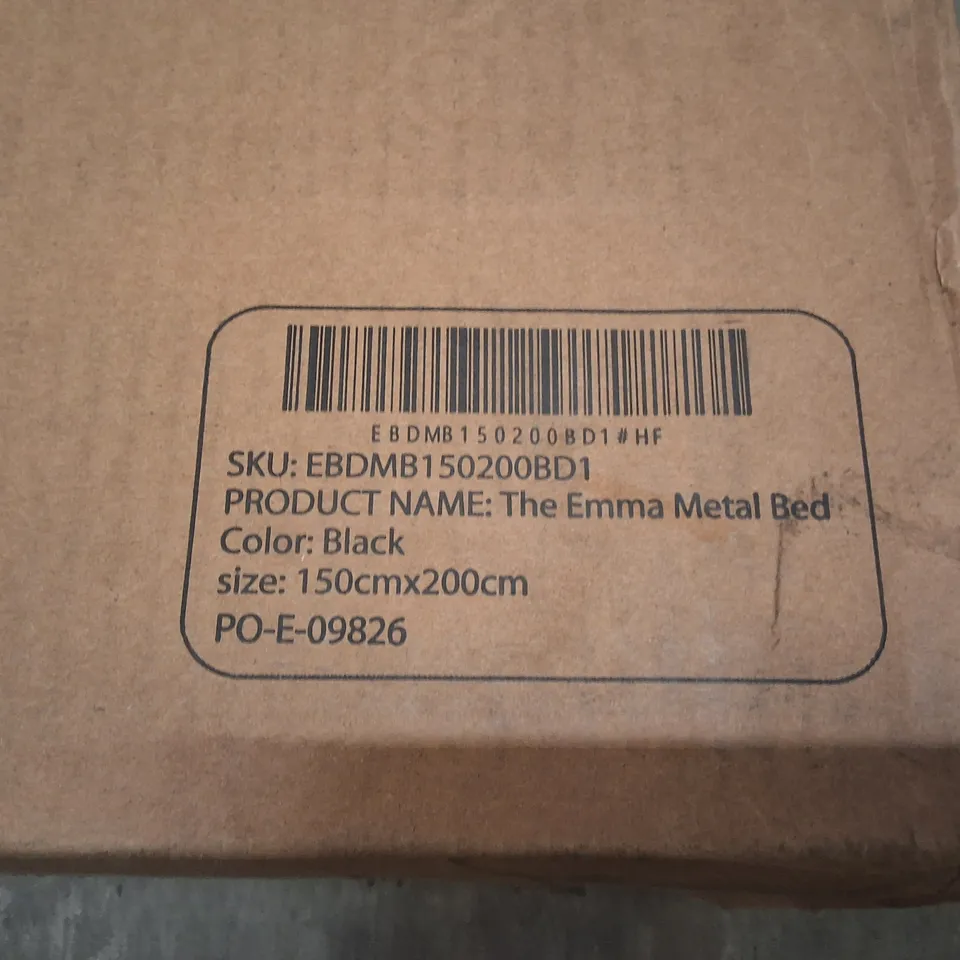 EBDMB150200BD1#HF
SKU: EBDMB150200BD1
PRODUCT NAME: The Emma Metal Bed
Color: Black
size: 150cmx200cm
PO-E-09826